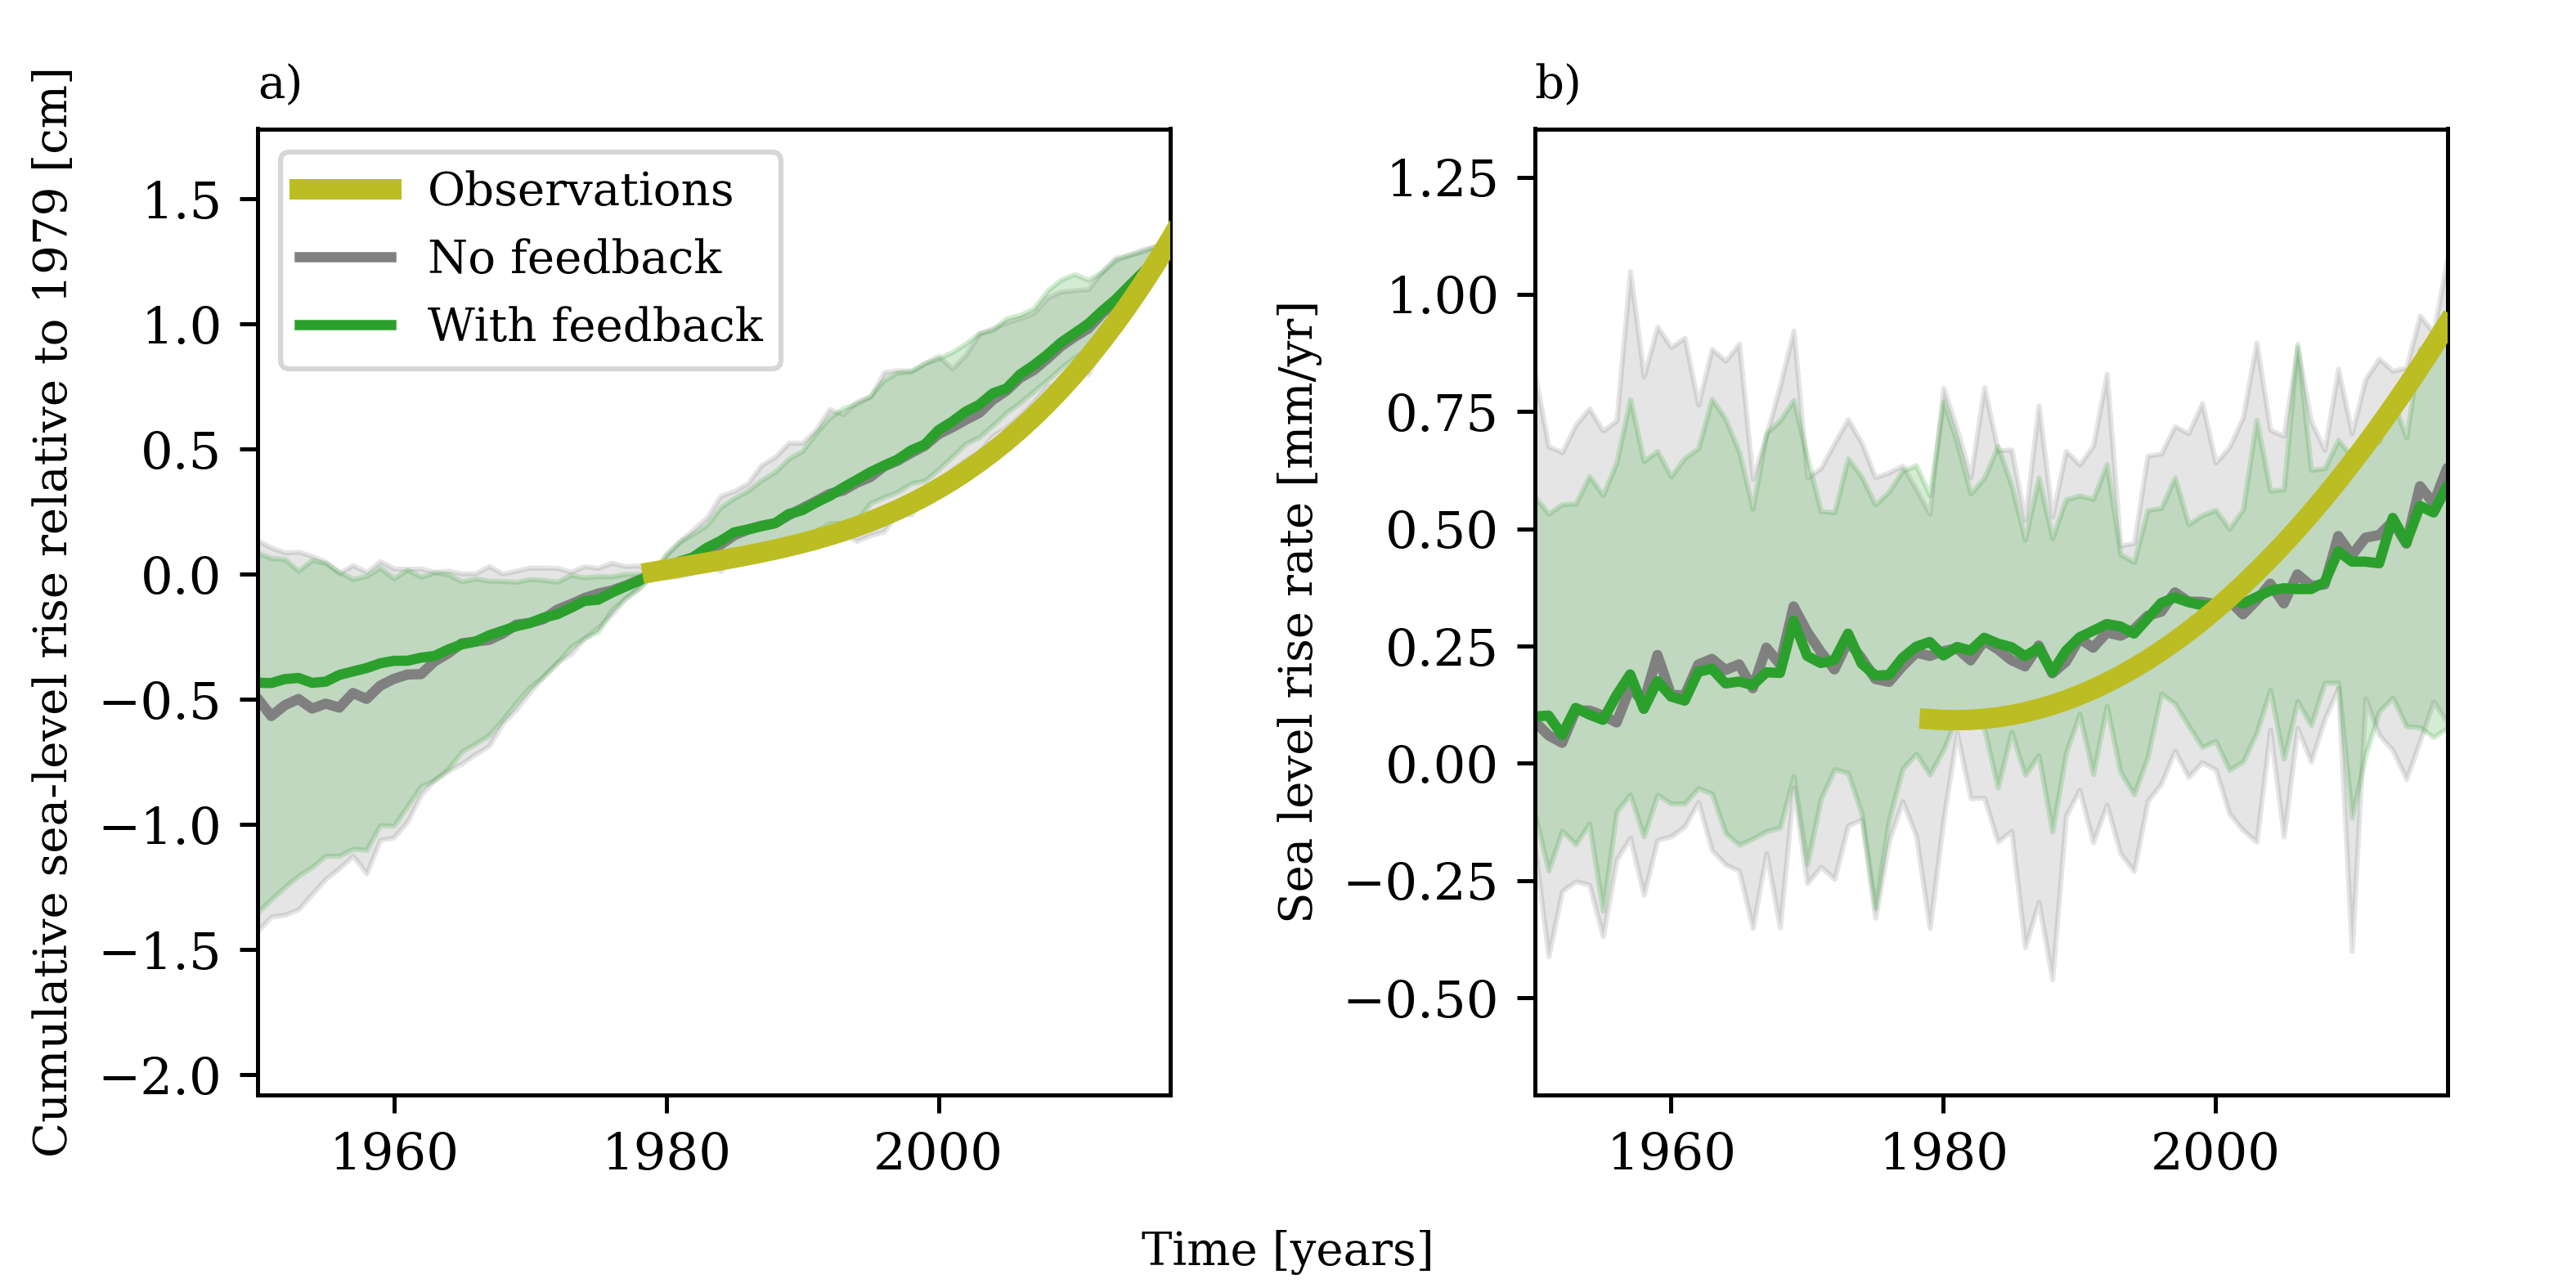 a)
Cumulative sea-level rise relative to 1979 [cm]
1.5
1.0
0.5
0.0
−0.5
−1.0
−1.5
−2.0
Observations
No feedback
With feedback
1960
1980
2000
b)
Sea level rise rate [mm/yr]
1.25
1.00
0.75
0.50
0.25
0.00
−0.25
−0.50
1960
1980
2000
Time [years]